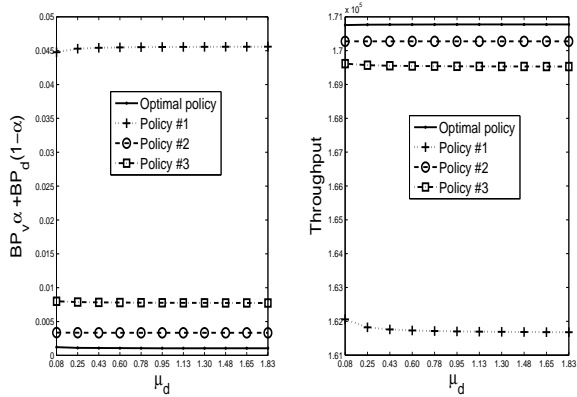 0.05
0.045
0.04
0.035
0.03
0.025
0.02
0.015
0.01
0.005
0
BP_v α +BP_d(1−α)
Optimal policy
Policy #1
Policy #2
Policy #3
0.08 0.25 0.43 0.60 0.78 0.95 1.13 1.30 1.48 1.65 1.83
μ_d
x 10^5
1.71
1.7
1.69
1.68
1.67
1.66
1.65
1.64
1.63
1.62
1.61
Throughput
Optimal policy
Policy #1
Policy #2
Policy #3
0.08 0.25 0.43 0.60 0.78 0.95 1.13 1.30 1.48 1.65 1.83
μ_d